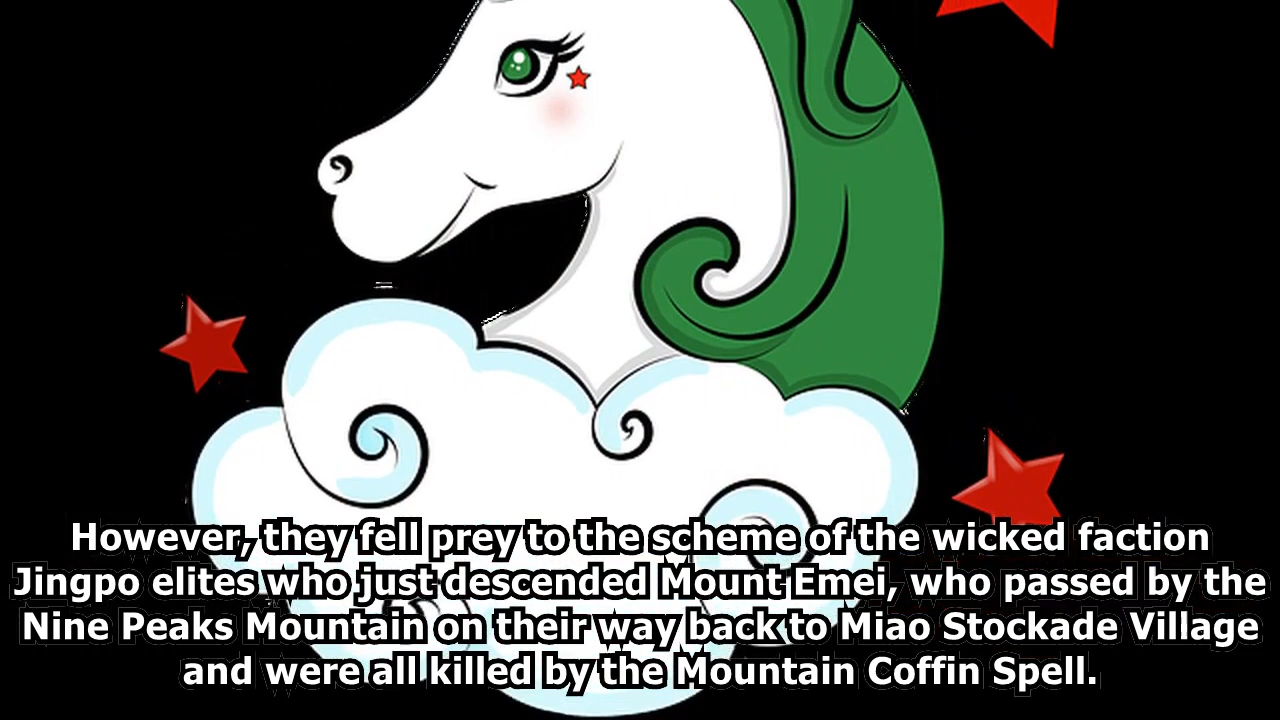 However, they fell prey to the scheme of the wicked faction
Jingpo elites who just descended Mount Emei, who passed by the
Nine Peaks Mountain on their way back to Miao Stockade Village
and were all killed by the Mountain Coffin Spell.